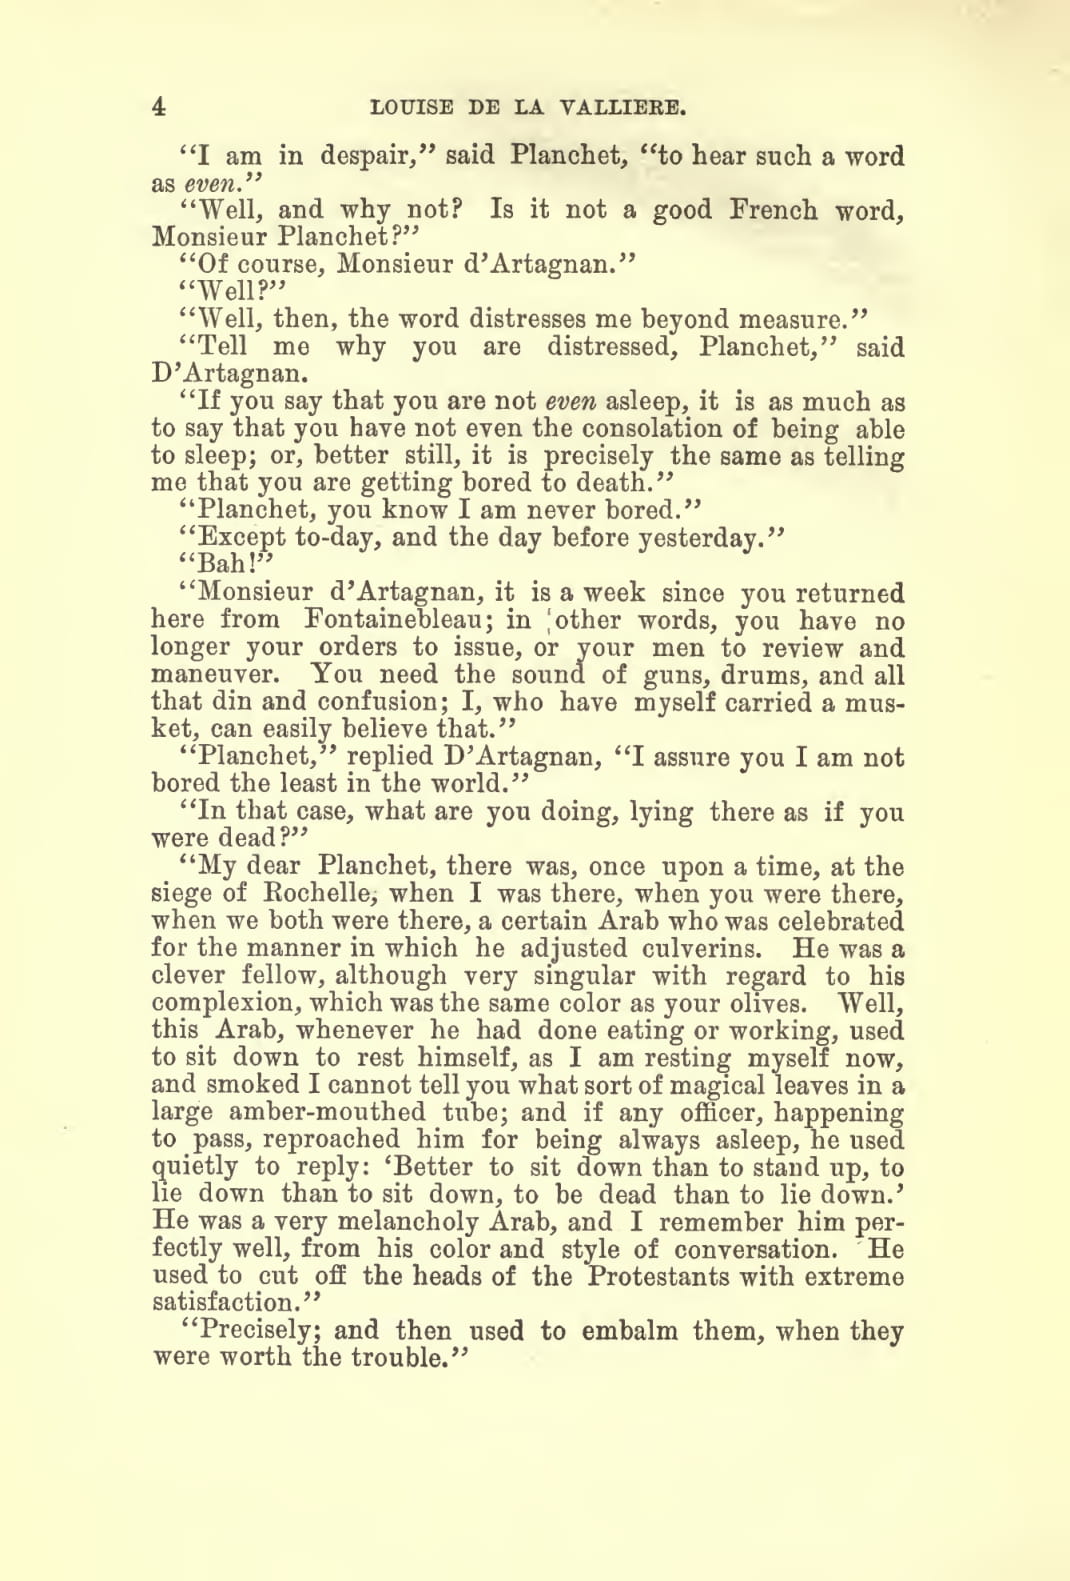 4 LOUISE DE LA VALLIERE.
“I am in despair,” said Planchet, “to hear such a word
as even.”
“Well, and why not? Is it not a good French word,
Monsieur Planchet?”
“Of course, Monsieur d’Artagnan.”
“Well?”
“Well, then, the word distresses me beyond measure.”
“Tell me why you are distressed, Planchet,” said
D’Artagnan.
“If you say that you are not even asleep, it is as much as
to say that you have not even the consolation of being able
to sleep; or, better still, it is precisely the same as telling
me that you are getting bored to death.”
“Planchet, you know I am never bored.”
“Except to-day, and the day before yesterday.”
“Bah!”
“Monsieur d’Artagnan, it is a week since you returned
here from Fontainebleau; in other words, you have no
longer your orders to issue, or your men to review and
maneuver. You need the sound of guns, drums, and all
that din and confusion; I, who have myself carried a mus-
ket, can easily believe that.”
“Planchet,” replied D’Artagnan, “I assure you I am not
bored the least in the world.”
“In that case, what are you doing, lying there as if you
were dead?”
“My dear Planchet, there was, once upon a time, at the
siege of Rochelle, when I was there, when you were there,
when we both were there, a certain Arab who was celebrated
for the manner in which he adjusted culverins. He was a
clever fellow, although very singular with regard to his
complexion, which was the same color as your olives. Well,
this Arab, whenever he had done eating or working, used
to sit down to rest himself, as I am resting myself now,
and smoked I cannot tell you what sort of magical leaves in a
large amber-mouthed tube; and if any officer, happening
to pass, reproached him for being always asleep, he used
quietly to reply: ‘Better to sit down than to stand up, to
lie down than to sit down, to be dead than to lie down.’
He was a very melancholy Arab, and I remember him per-
fectly well, from his color and style of conversation. He
used to cut off the heads of the Protestants with extreme
satisfaction.”
“Precisely; and then used to embalm them, when they
were worth the trouble.”